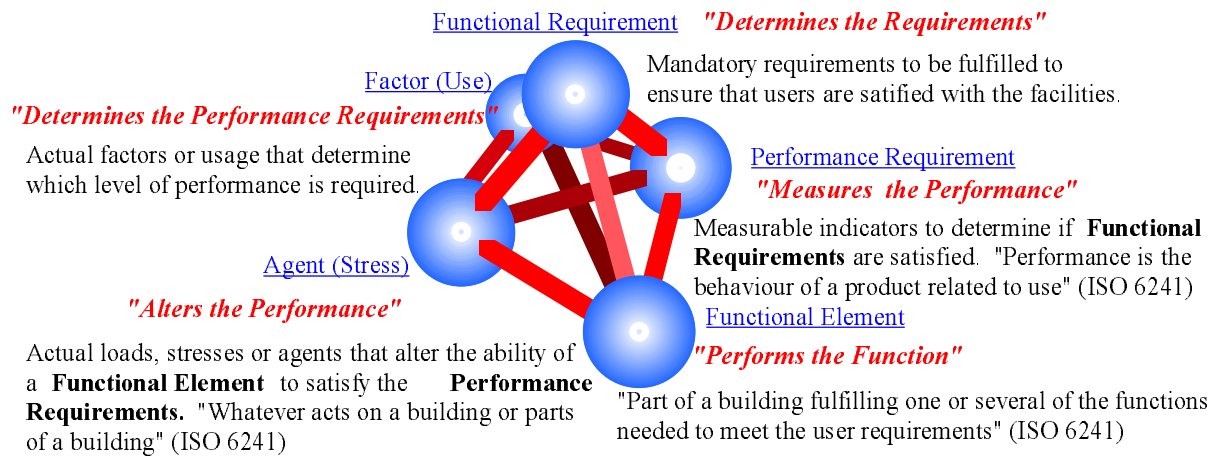 Functional Requirement
"Determines the Requirements"
Mandatory requirements to be fulfilled to
ensure that users are satified with the facilities.
Factor (Use)
"Determines the Performance Requirements"
Actual factors or usage that determine
which level of performance is required.
Performance Requirement
"Measures the Performance"
Measurable indicators to determine if Functional
Requirements are satisfied. "Performance is the
behaviour of a product related to use" (ISO 6241)
Agent (Stress)
"Alters the Performance"
Actual loads, stresses or agents that alter the ability of
a Functional Element to satisfy the Performance
Requirements. "Whatever acts on a building or parts
of a building" (ISO 6241)
Functional Element
"Performs the Function"
"Part of a building fulfilling one or several of the functions
needed to meet the user requirements" (ISO 6241)